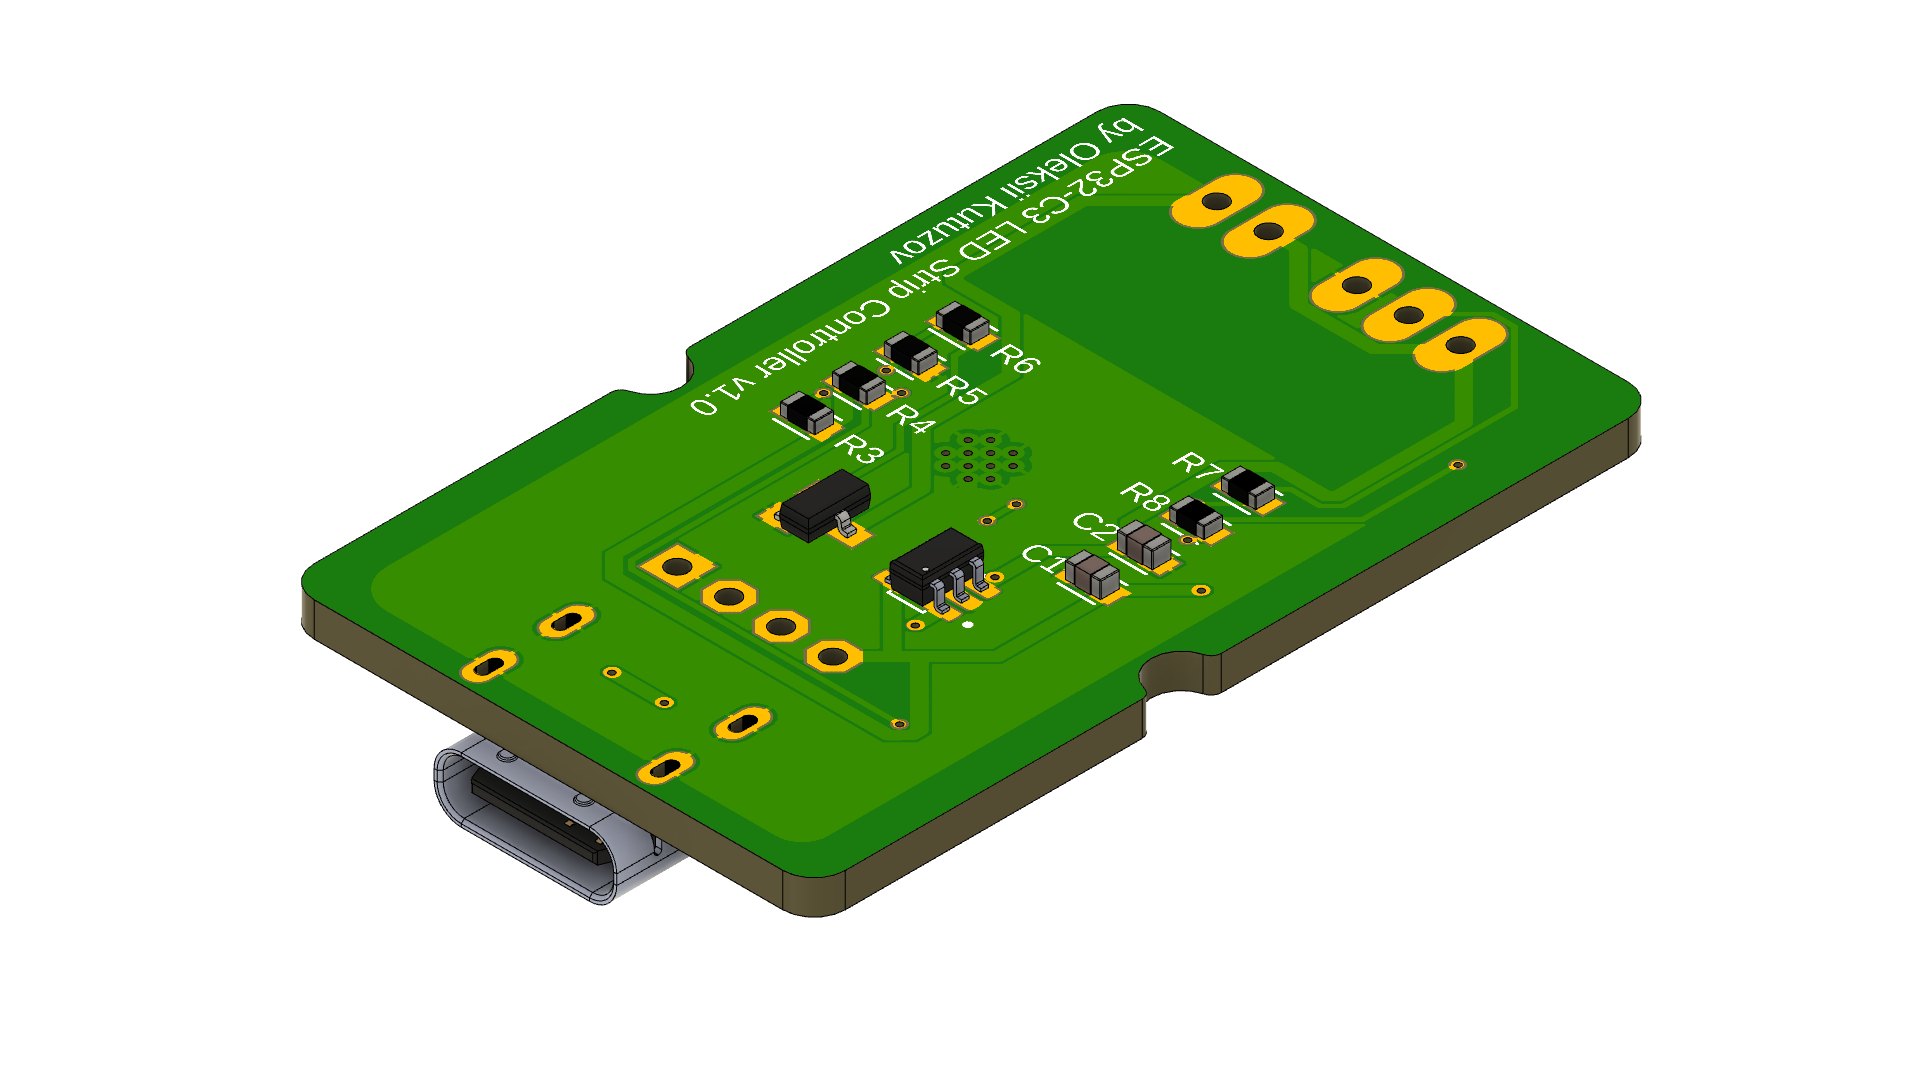 ESP32-C3 LED Strip Controller v1.0
by Oleksii Kutuzov
R6
R5
R4
R3
R7
R8
C2
C1